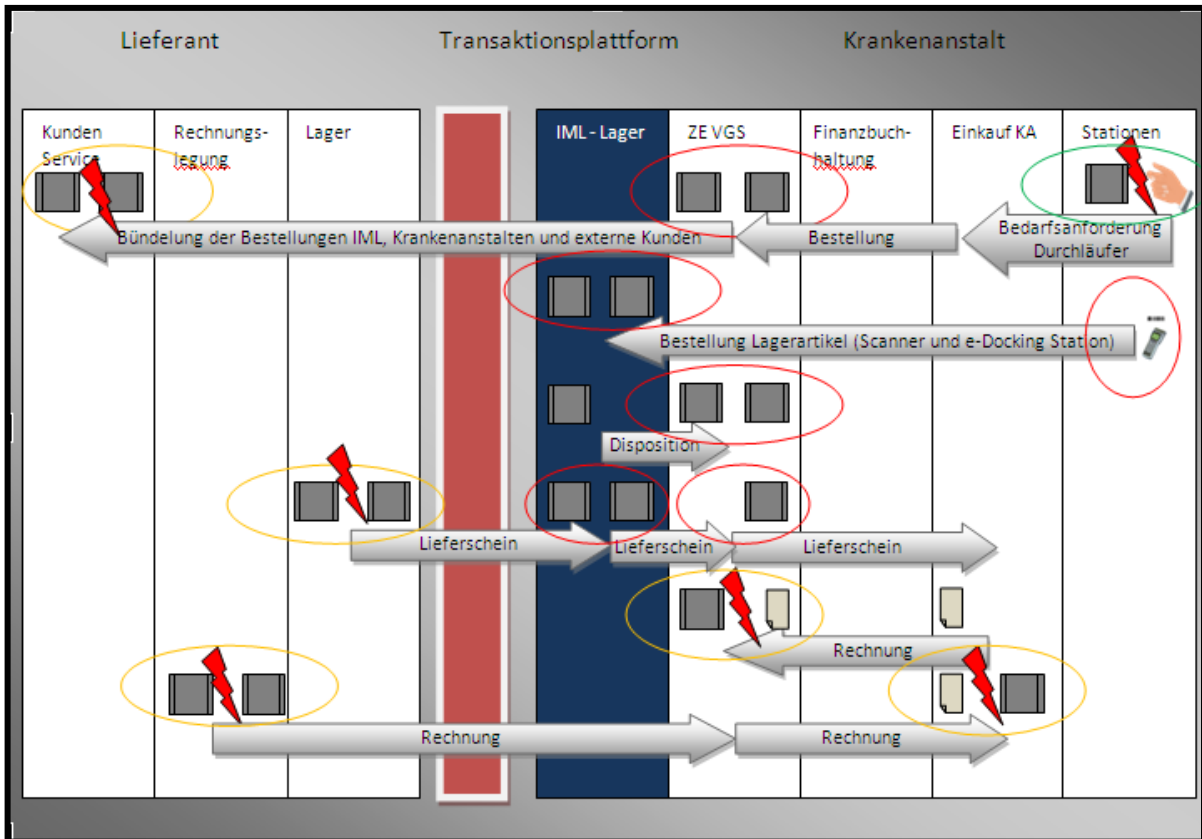 Lieferant
Transaktionsplattform
Krankenanstalt
Kunden
Service
Rechnungs-
legung
Lager
IML - Lager
ZE VGS
Finanzbuch-
haltung
Einkauf KA
Stationen
Bündelung der Bestellungen IML, Krankenanstalten und externe Kunden
Bestellung
Bedarfsanforderung
Durchläufer
Bestellung Lagerartikel (Scanner und e-Docking Station)
Disposition
Lieferschein
Lieferschein
Lieferschein
Rechnung
Rechnung
Rechnung